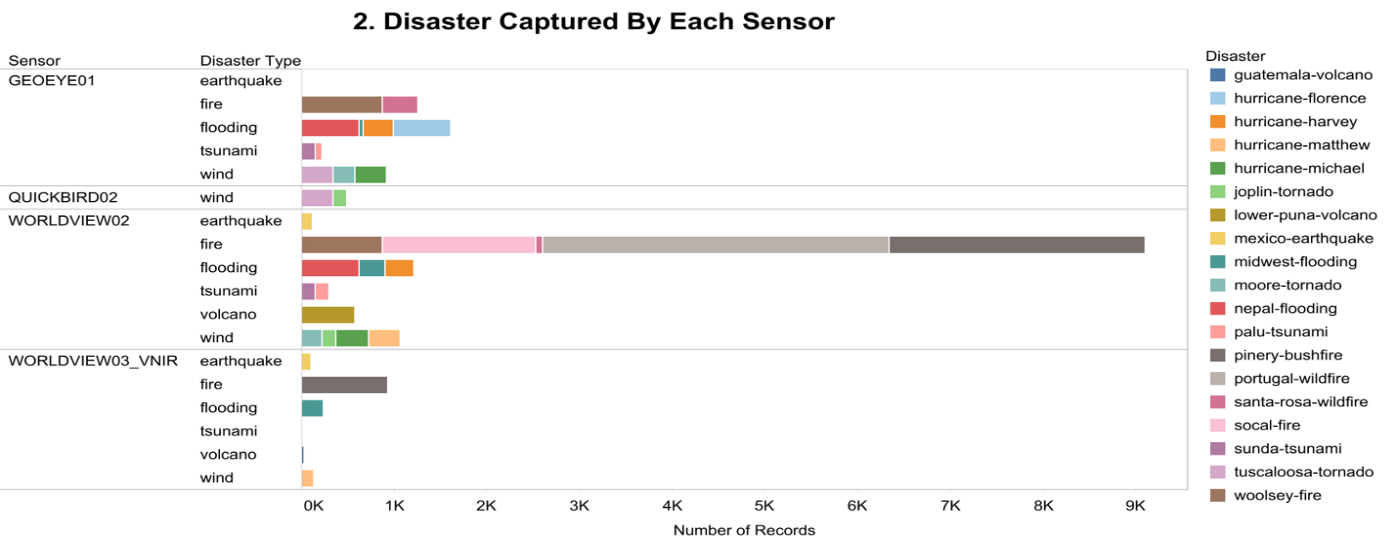 2. Disaster Captured By Each Sensor
Sensor Disaster Type
GEOEYE01 earthquake
fire
flooding
tsunami
wind
QUICKBIRD02 wind
WORLDVIEW02 earthquake
fire
flooding
tsunami
volcano
wind
WORLDVIEW03_VNIR earthquake
fire
flooding
tsunami
volcano
wind
0K 1K 2K 3K 4K 5K 6K 7K 8K 9K
Number of Records
Disaster
guatemala-volcano
hurricane-florence
hurricane-harvey
hurricane-matthew
hurricane-michael
joplin-tornado
lower-puna-volcano
mexico-earthquake
midwest-flooding
moore-tornado
nepal-flooding
palu-tsunami
pinery-bushfire
portugal-wildfire
santa-rosa-wildfire
socal-fire
sunda-tsunami
tuscaloosa-tornado
woolsey-fire